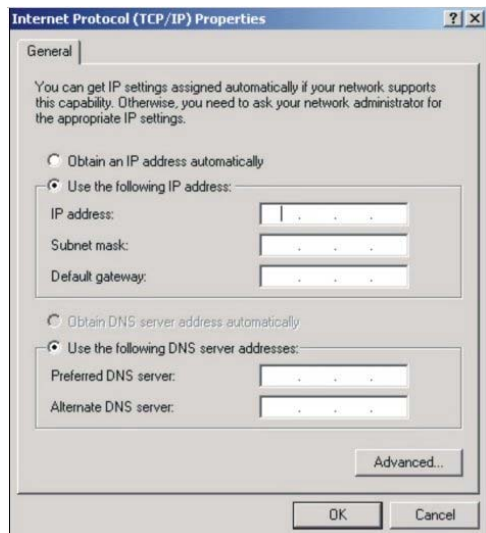 Internet Protocol (TCP/IP) Properties
General
You can get IP settings assigned automatically if your network supports
this capability. Otherwise, you need to ask your network administrator for
the appropriate IP settings.
Obtain an IP address automatically
Use the following IP address:
IP address:
Subnet mask:
Default gateway:
Obtain DNS server address automatically
Use the following DNS server addresses:
Preferred DNS server:
Alternate DNS server:
Advanced...
OK Cancel